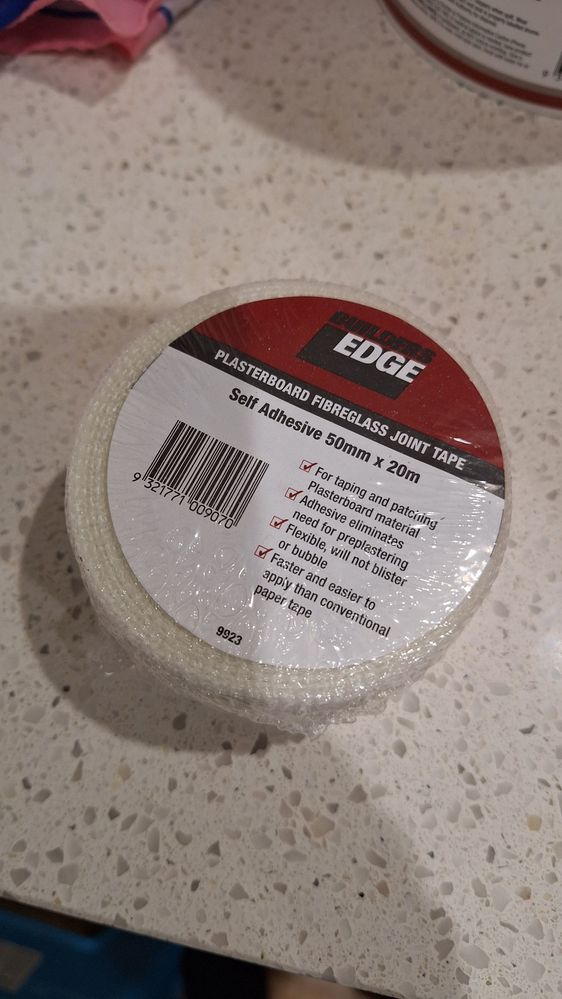 BUILDERS
EDGE
PLASTERBOARD FIBREGLASS JOINT TAPE
Self Adhesive 50mm x 20m
For taping and patching
Plasterboard material
Adhesive eliminates
need for preplastering
Flexible, will not blister
or bubble
Faster and easier to
apply than conventional
paper tape
9 321771 009070
9923